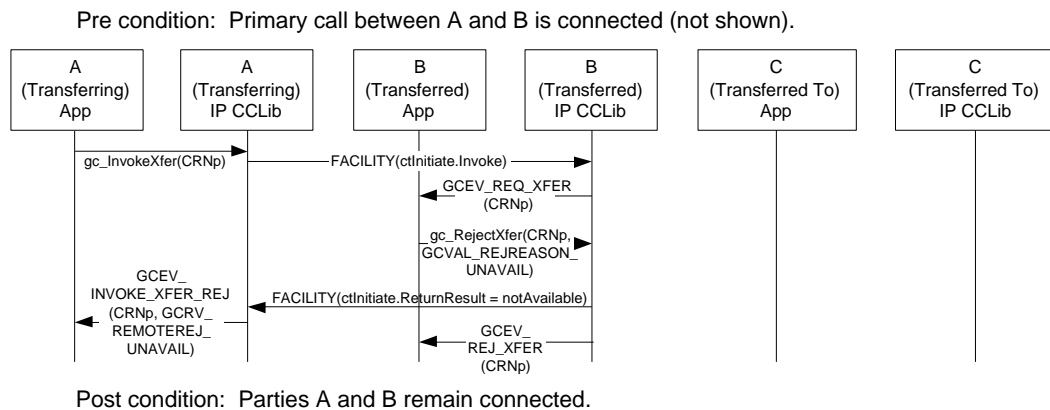 Pre condition:  Primary call between A and B is connected (not shown).
A
(Transferring)
App
A
(Transferring)
IP CCLib
B
(Transferred)
App
B
(Transferred)
IP CCLib
C
(Transferred To)
App
C
(Transferred To)
IP CCLib
gc_InvokeXfer(CRNp)
FACILITY(ctInitiate.Invoke)
GCEV_REQ_XFER
(CRNp)
gc_RejectXfer(CRNp,
GCVAL_REJREASON_
UNAVAIL)
FACILITY(ctInitiate.ReturnResult = notAvailable)
GCEV_
INVOKE_XFER_REJ
(CRNp, GCRV_
REMOTEREJ_
UNAVAIL)
GCEV_
REJ_XFER
(CRNp)
Post condition:  Parties A and B remain connected.